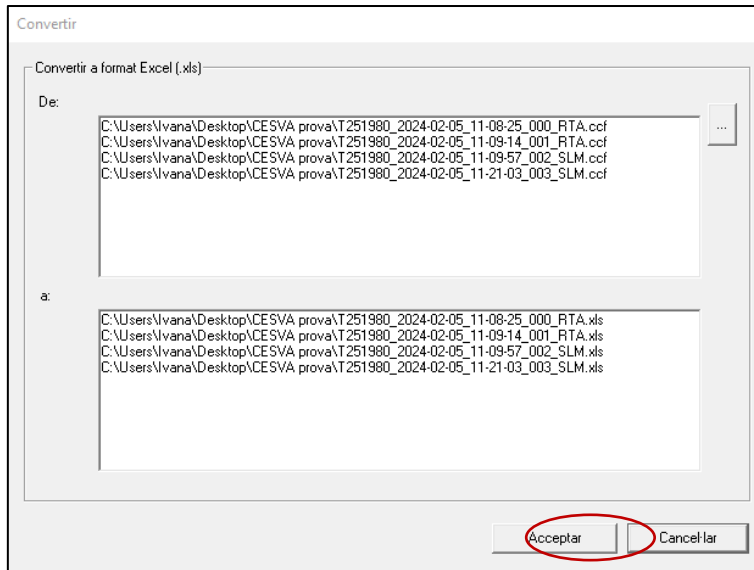 Convertir
Convertir a format Excel (.xls)
De:
C:\Users\Ivana\Desktop\CESVA prova\T251980_2024-02-05_11-08-25_000_RTA.ccf
C:\Users\Ivana\Desktop\CESVA prova\T251980_2024-02-05_11-09-14_001_RTA.ccf
C:\Users\Ivana\Desktop\CESVA prova\T251980_2024-02-05_11-09-57_002_SLM.ccf
C:\Users\Ivana\Desktop\CESVA prova\T251980_2024-02-05_11-21-03_003_SLM.ccf
...
a:
C:\Users\Ivana\Desktop\CESVA prova\T251980_2024-02-05_11-08-25_000_RTA.xls
C:\Users\Ivana\Desktop\CESVA prova\T251980_2024-02-05_11-09-14_001_RTA.xls
C:\Users\Ivana\Desktop\CESVA prova\T251980_2024-02-05_11-09-57_002_SLM.xls
C:\Users\Ivana\Desktop\CESVA prova\T251980_2024-02-05_11-21-03_003_SLM.xls
Acceptar Cancel·lar